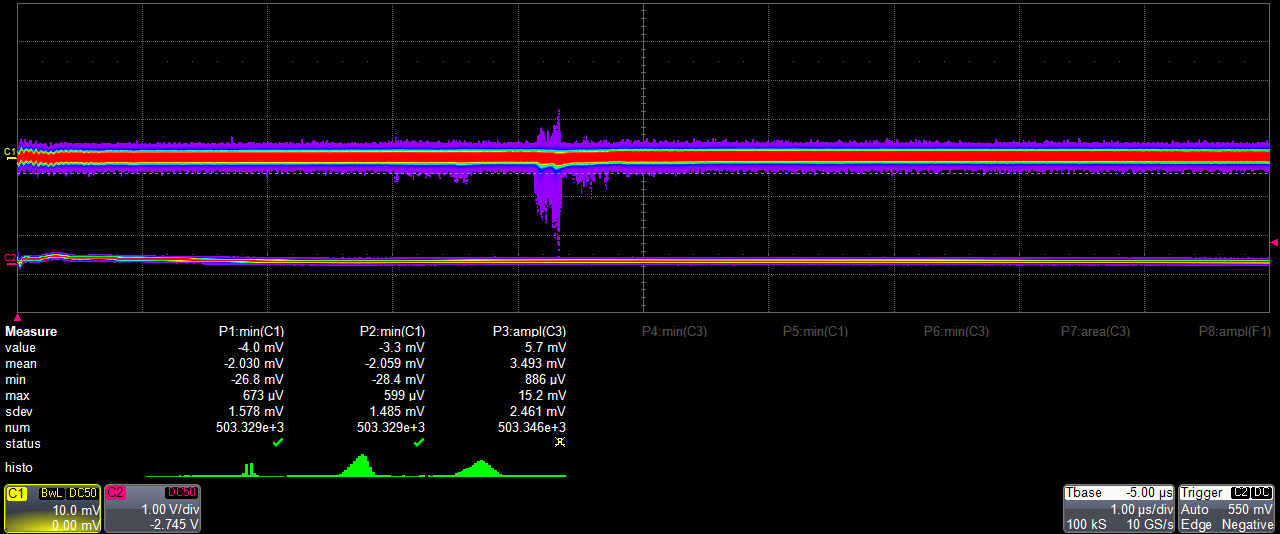 C1
C2
Measure P1:min(C1) P2:min(C1) P3:ampl(C3) P4:min(C3) P5:min(C1) P6:min(C3) P7:area(C3) P8:ampl(F1)
value -4.0 mV -3.3 mV 5.7 mV
mean -2.030 mV -2.059 mV 3.493 mV
min -26.8 mV -28.4 mV 886 µV
max 673 µV 599 µV 15.2 mV
sdev 1.578 mV 1.485 mV 2.461 mV
num 503.329e+3 503.329e+3 503.346e+3
status
histo
C1 BwL DC50 C2 DC50 Tbase -5.00 µs Trigger C2 DC
10.0 mV 1.00 V/div 1.00 µs/div Auto 550 mV
0.00 mV -2.745 V 100 kS 10 GS/s Edge Negative